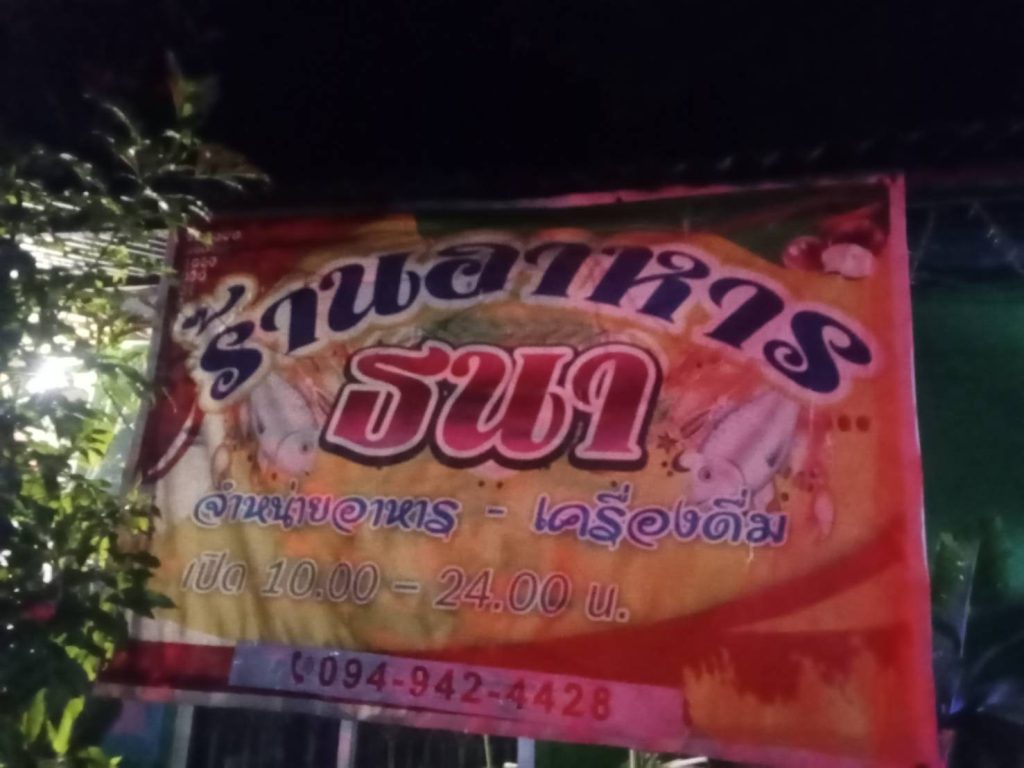 ร้านอาหาร
ธนา
จำหน่ายอาหาร - เครื่องดื่ม
เปิด 10.00 - 24.00 น.
094-942-4428